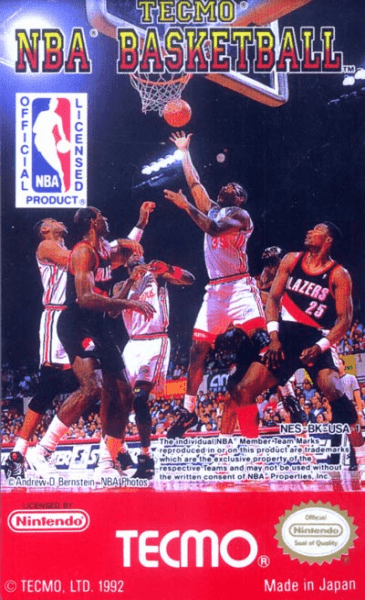 TECMO®
NBA® BASKETBALL™
OFFICIAL
LICENSED
NBA
PRODUCT®
BLAZERS
25
NES-BK-USA
The individual NBA® Member Team Marks
reproduced in or on this product are trademarks
which are the exclusive property of the
respective Teams and may not be used without
the written consent of NBA® Properties, Inc.
© Andrew D. Bernstein - NBA Photos
LICENSED BY
Nintendo®
Official
Nintendo®
Seal of Quality
TECMO®
© TECMO, LTD. 1992
Made in Japan